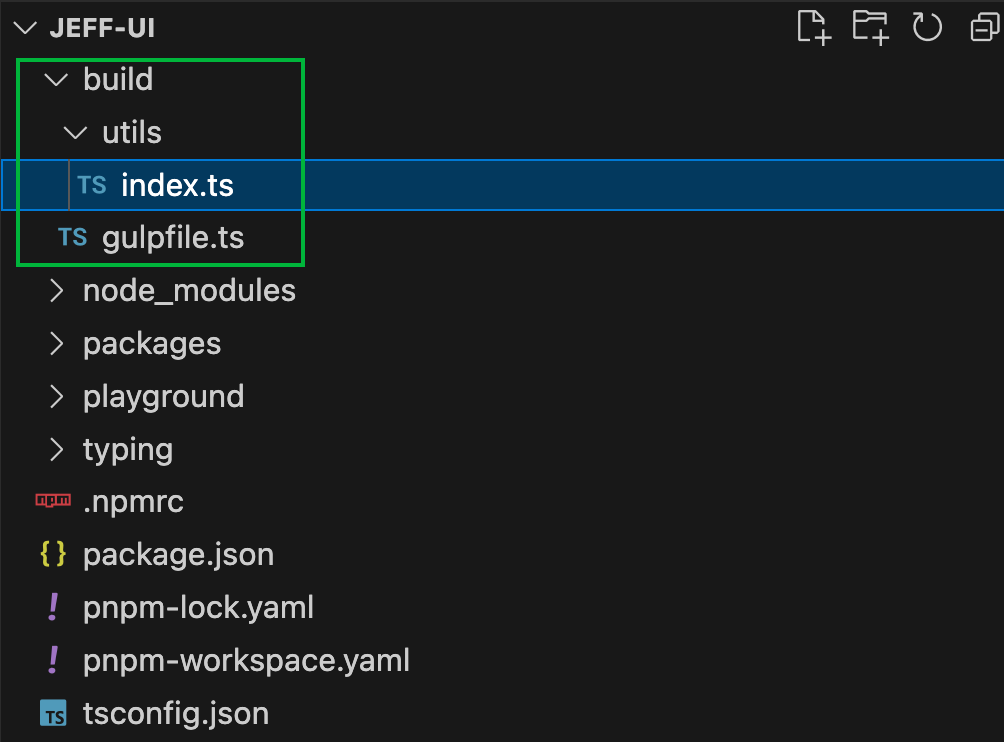 JEFF-UI
build
utils
TS index.ts
TS gulpfile.ts
node_modules
packages
playground
typing
npm .npmrc
{} package.json
! pnpm-lock.yaml
! pnpm-workspace.yaml
TS tsconfig.json